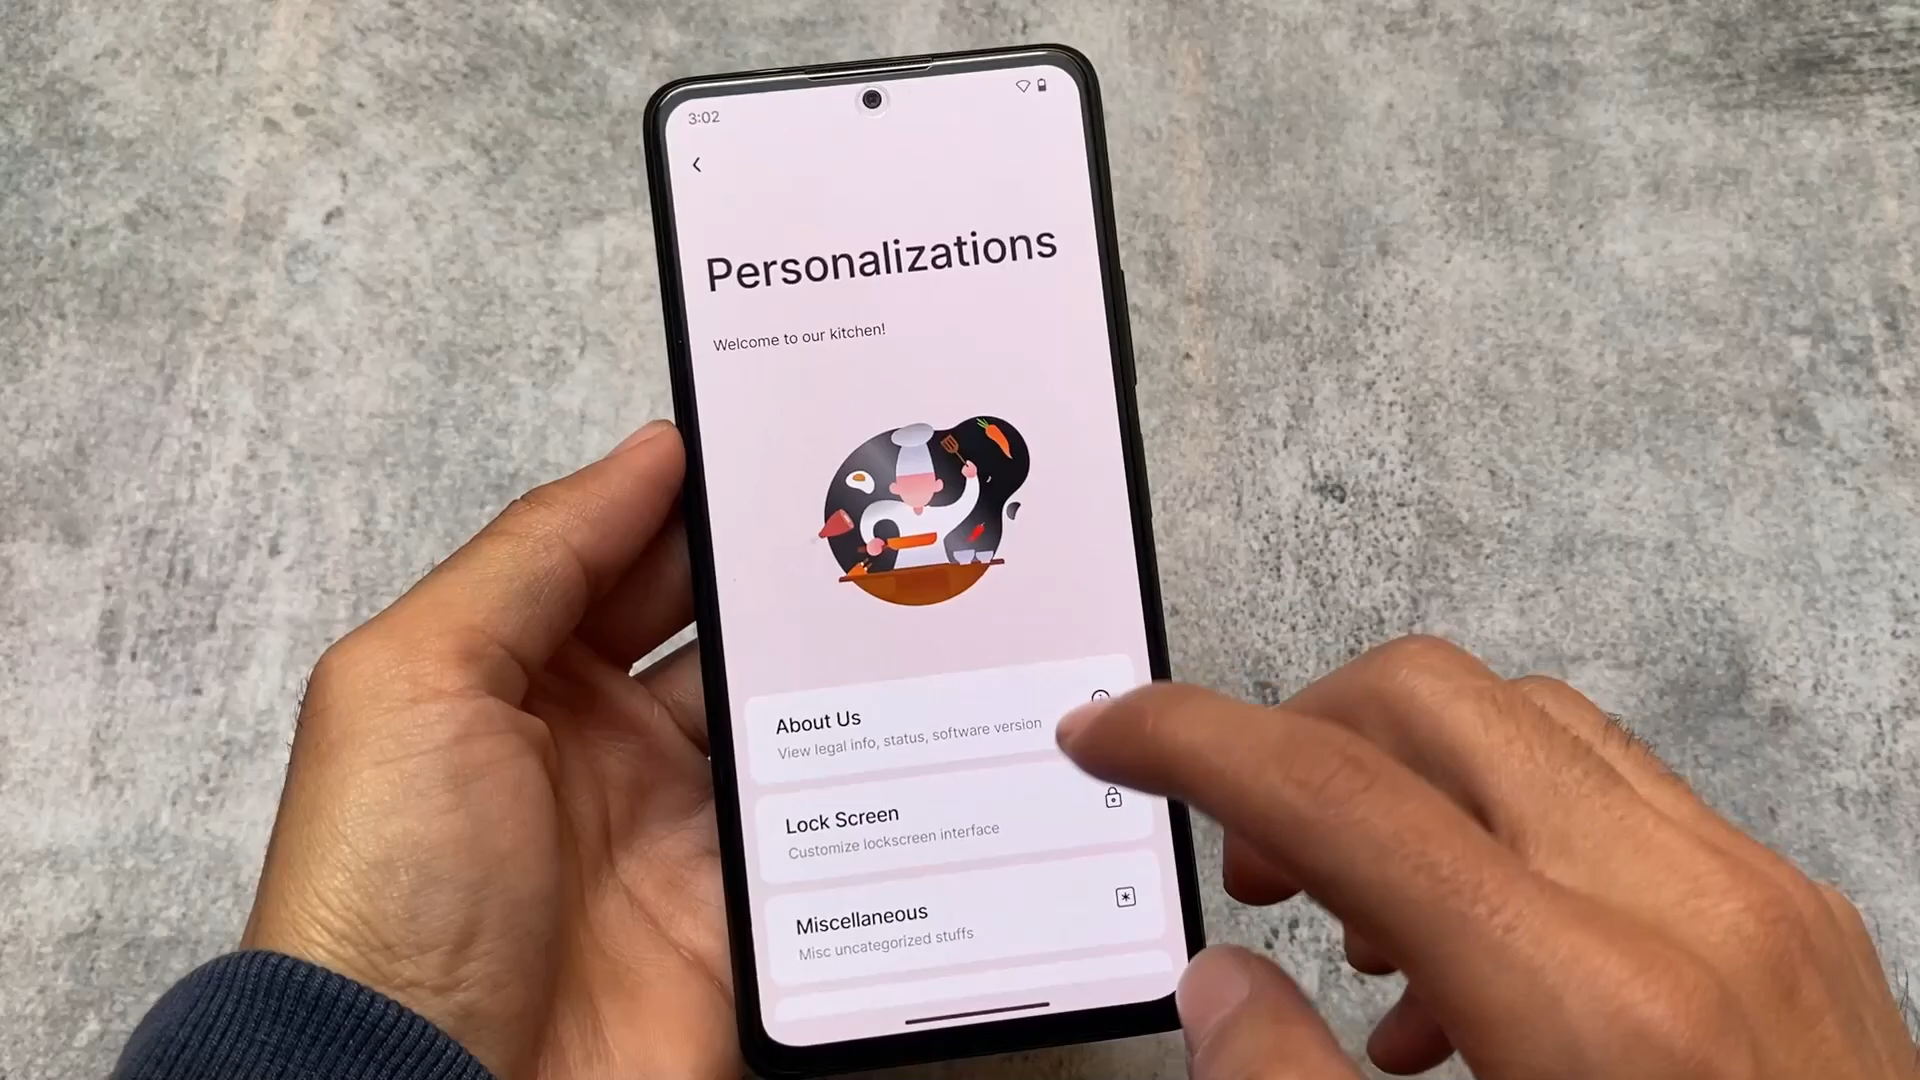 3:02
Personalizations
Welcome to our kitchen!
About Us
View legal info, status, software version
Lock Screen
Customize lockscreen interface
Miscellaneous
Misc uncategorized stuffs